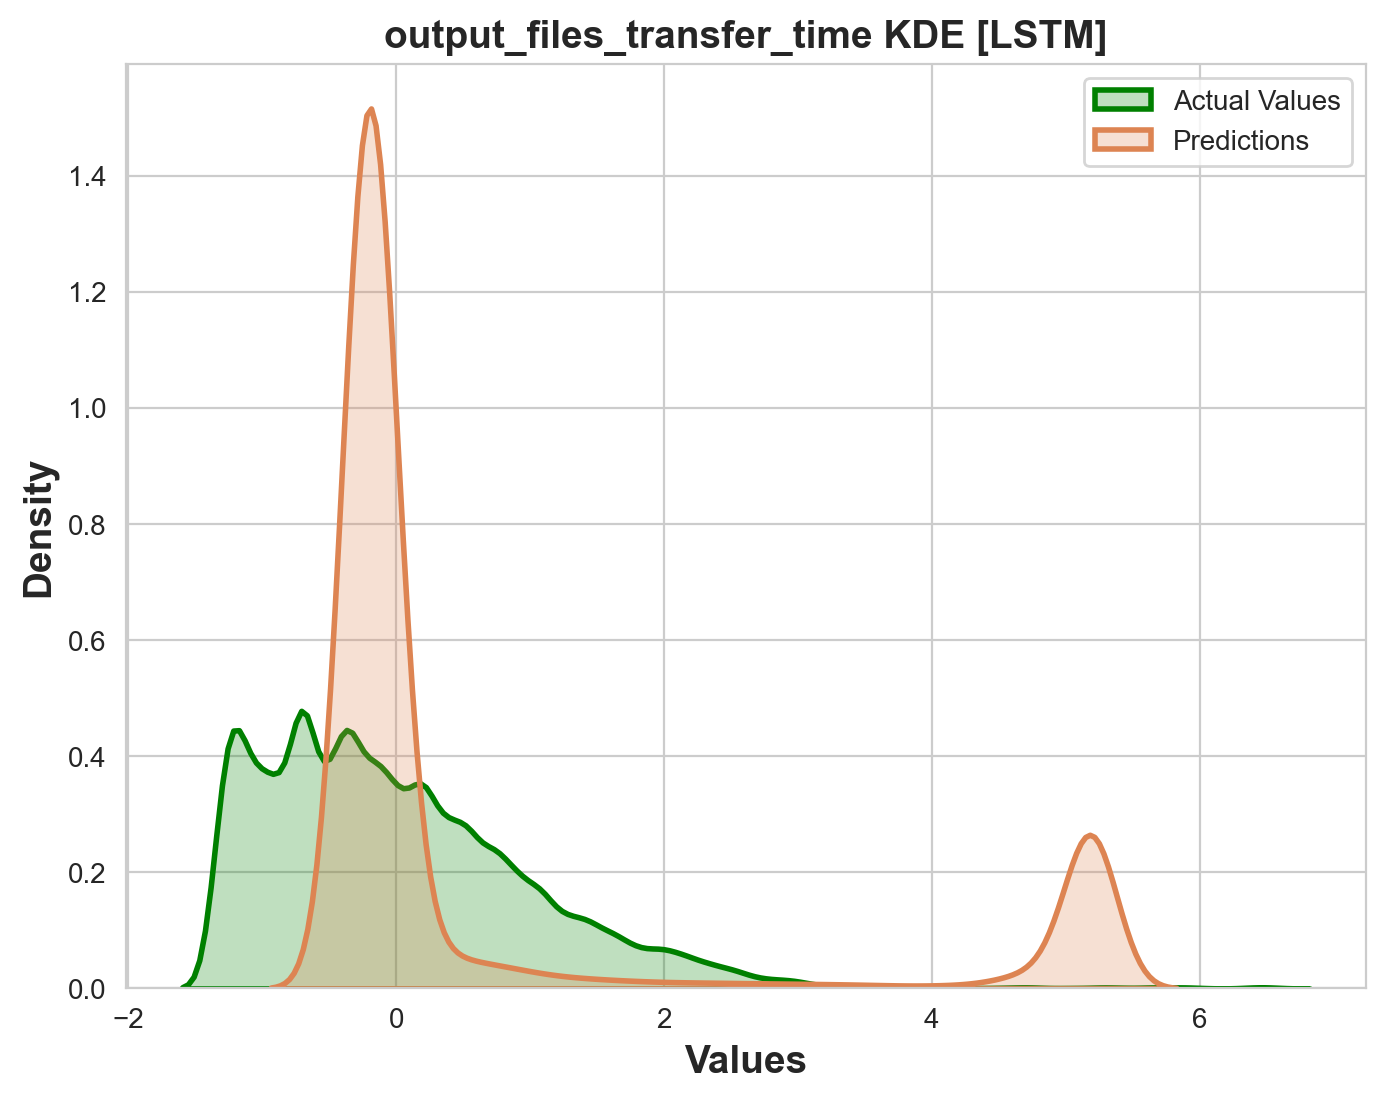 output_files_transfer_time KDE [LSTM]
Actual Values
Predictions
1.4
1.2
1.0
0.8
0.6
0.4
0.2
0.0
Density
−2
0
2
4
6
Values